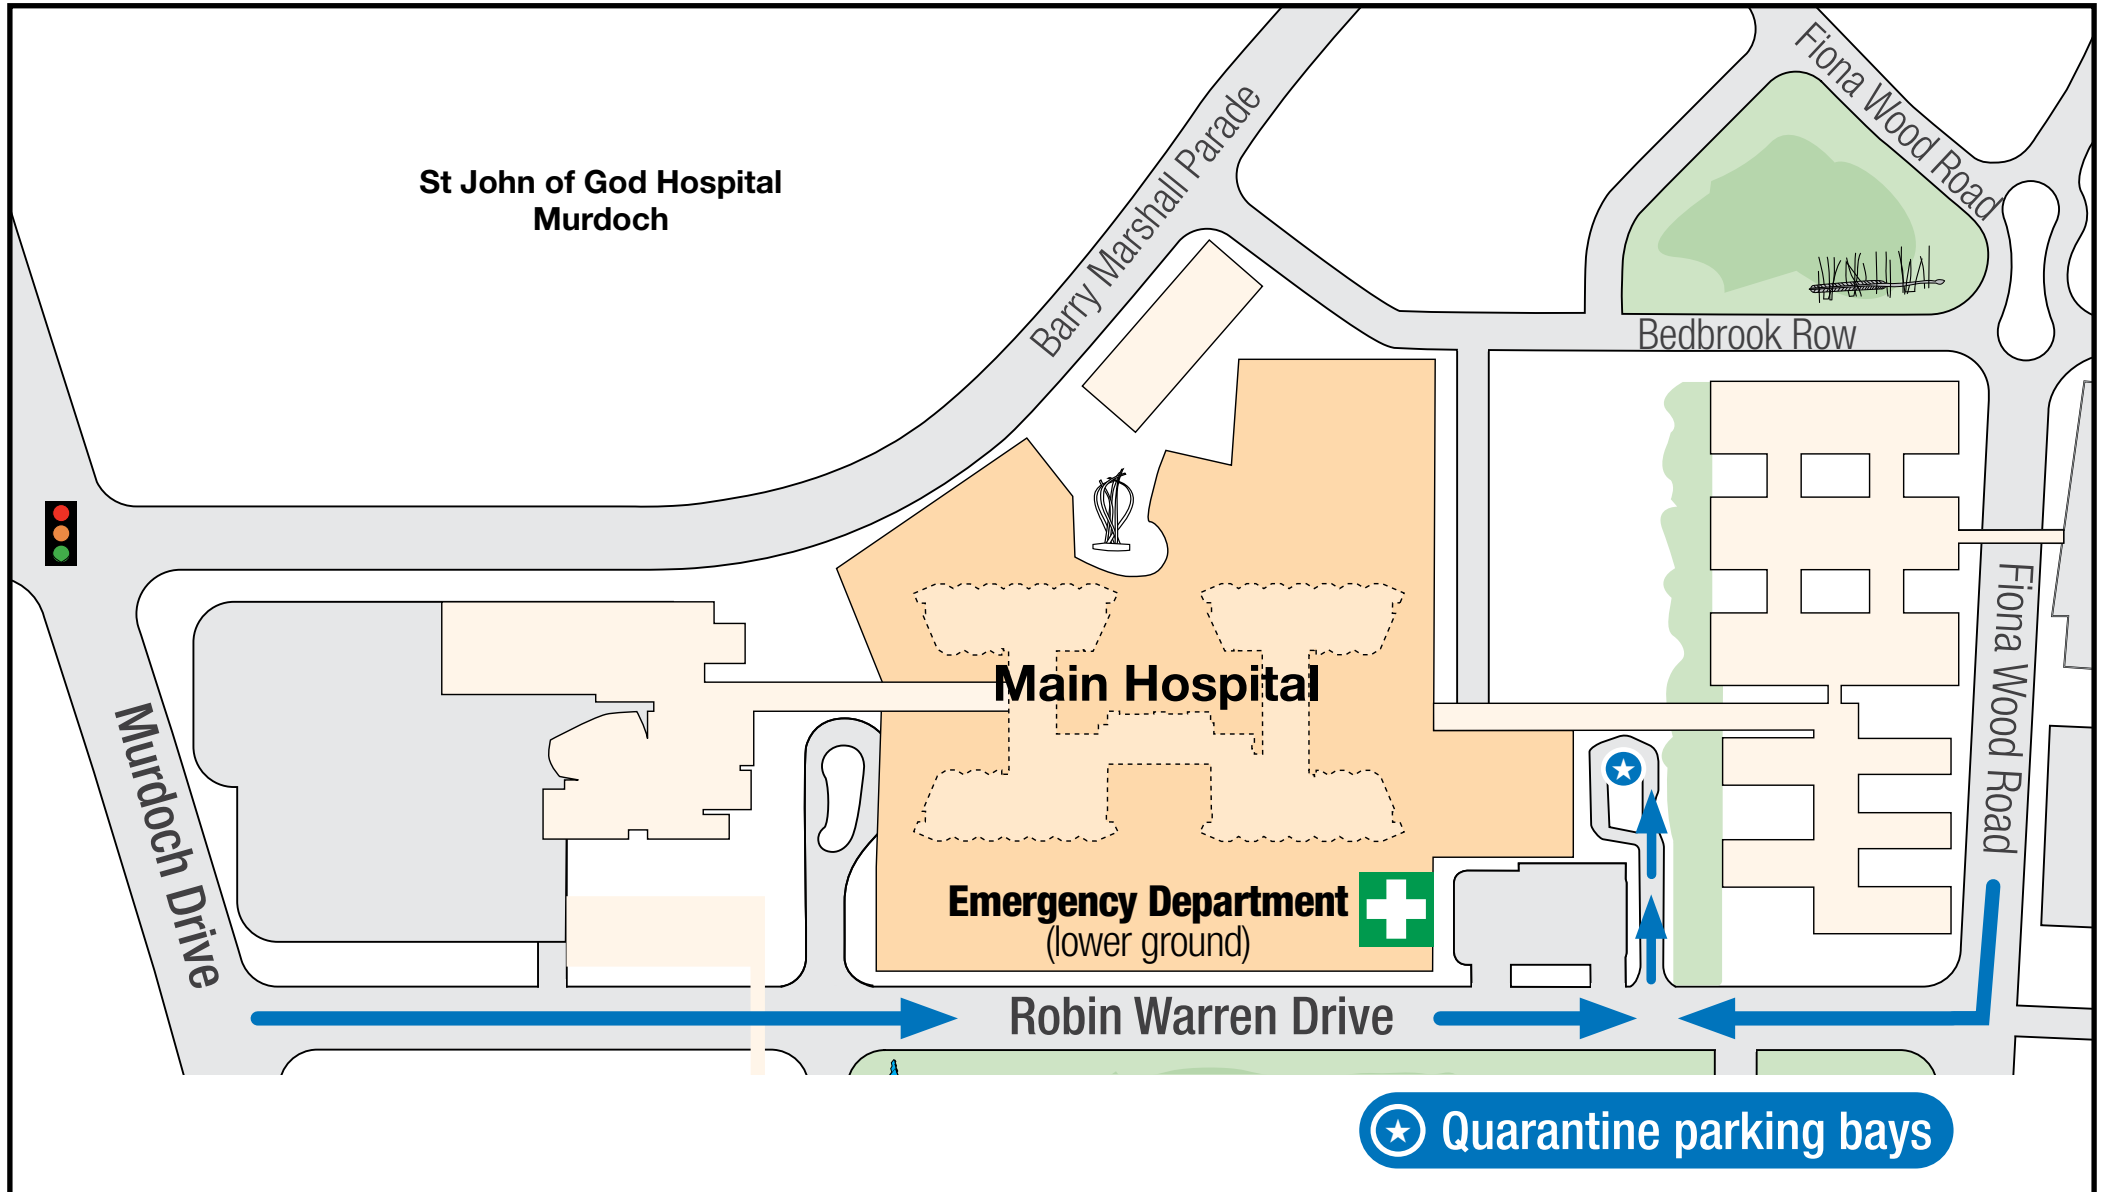 Fiona Wood Road
Barry Marshall Parade
St John of God Hospital
Murdoch
Bedbrook Row
Fiona Wood Road
Main Hospital
Murdoch Drive
Emergency Department
(lower ground)
Robin Warren Drive
Quarantine parking bays